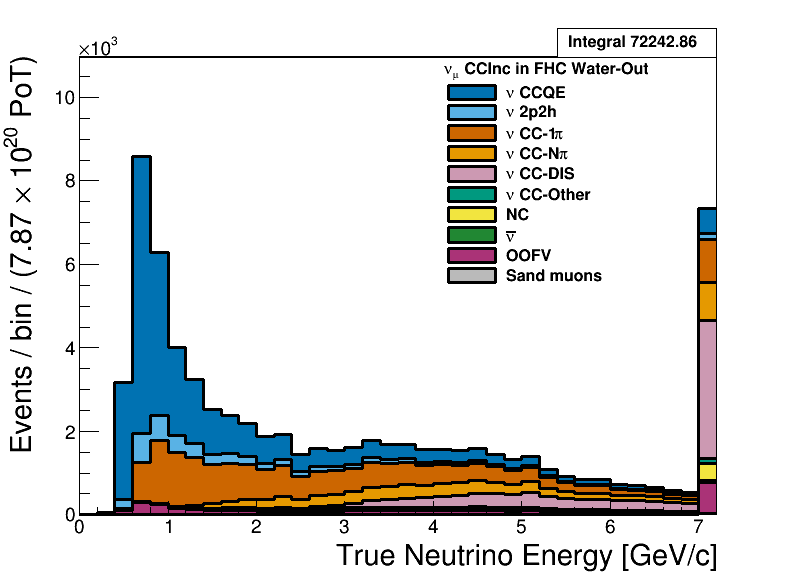 ×10³
Integral 72242.86
ν_μ CCInc in FHC Water-Out
ν CCQE
ν 2p2h
ν CC-1π
ν CC-Nπ
ν CC-DIS
ν CC-Other
NC
ν̅
OOFV
Sand muons
Events / bin / (7.87 × 10²⁰ PoT)
10
8
6
4
2
0
0 1 2 3 4 5 6 7
True Neutrino Energy [GeV/c]